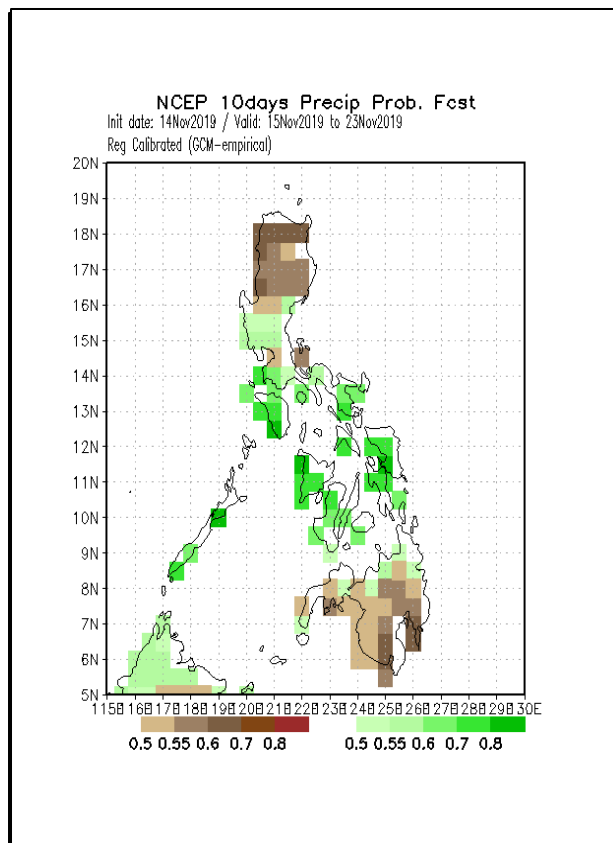 NCEP 10days Precip Prob. Fcst
Init date: 14Nov2019 / Valid: 15Nov2019 to 23Nov2019
Reg Calibrated (GCM-empirical)
20N
19N
18N
17N
16N
15N
14N
13N
12N
11N
10N
9N
8N
7N
6N
5N
115E 116E 117E 118E 119E 120E 121E 122E 123E 124E 125E 126E 127E 128E 129E 130E
0.5 0.55 0.6 0.7 0.8 0.5 0.55 0.6 0.7 0.8